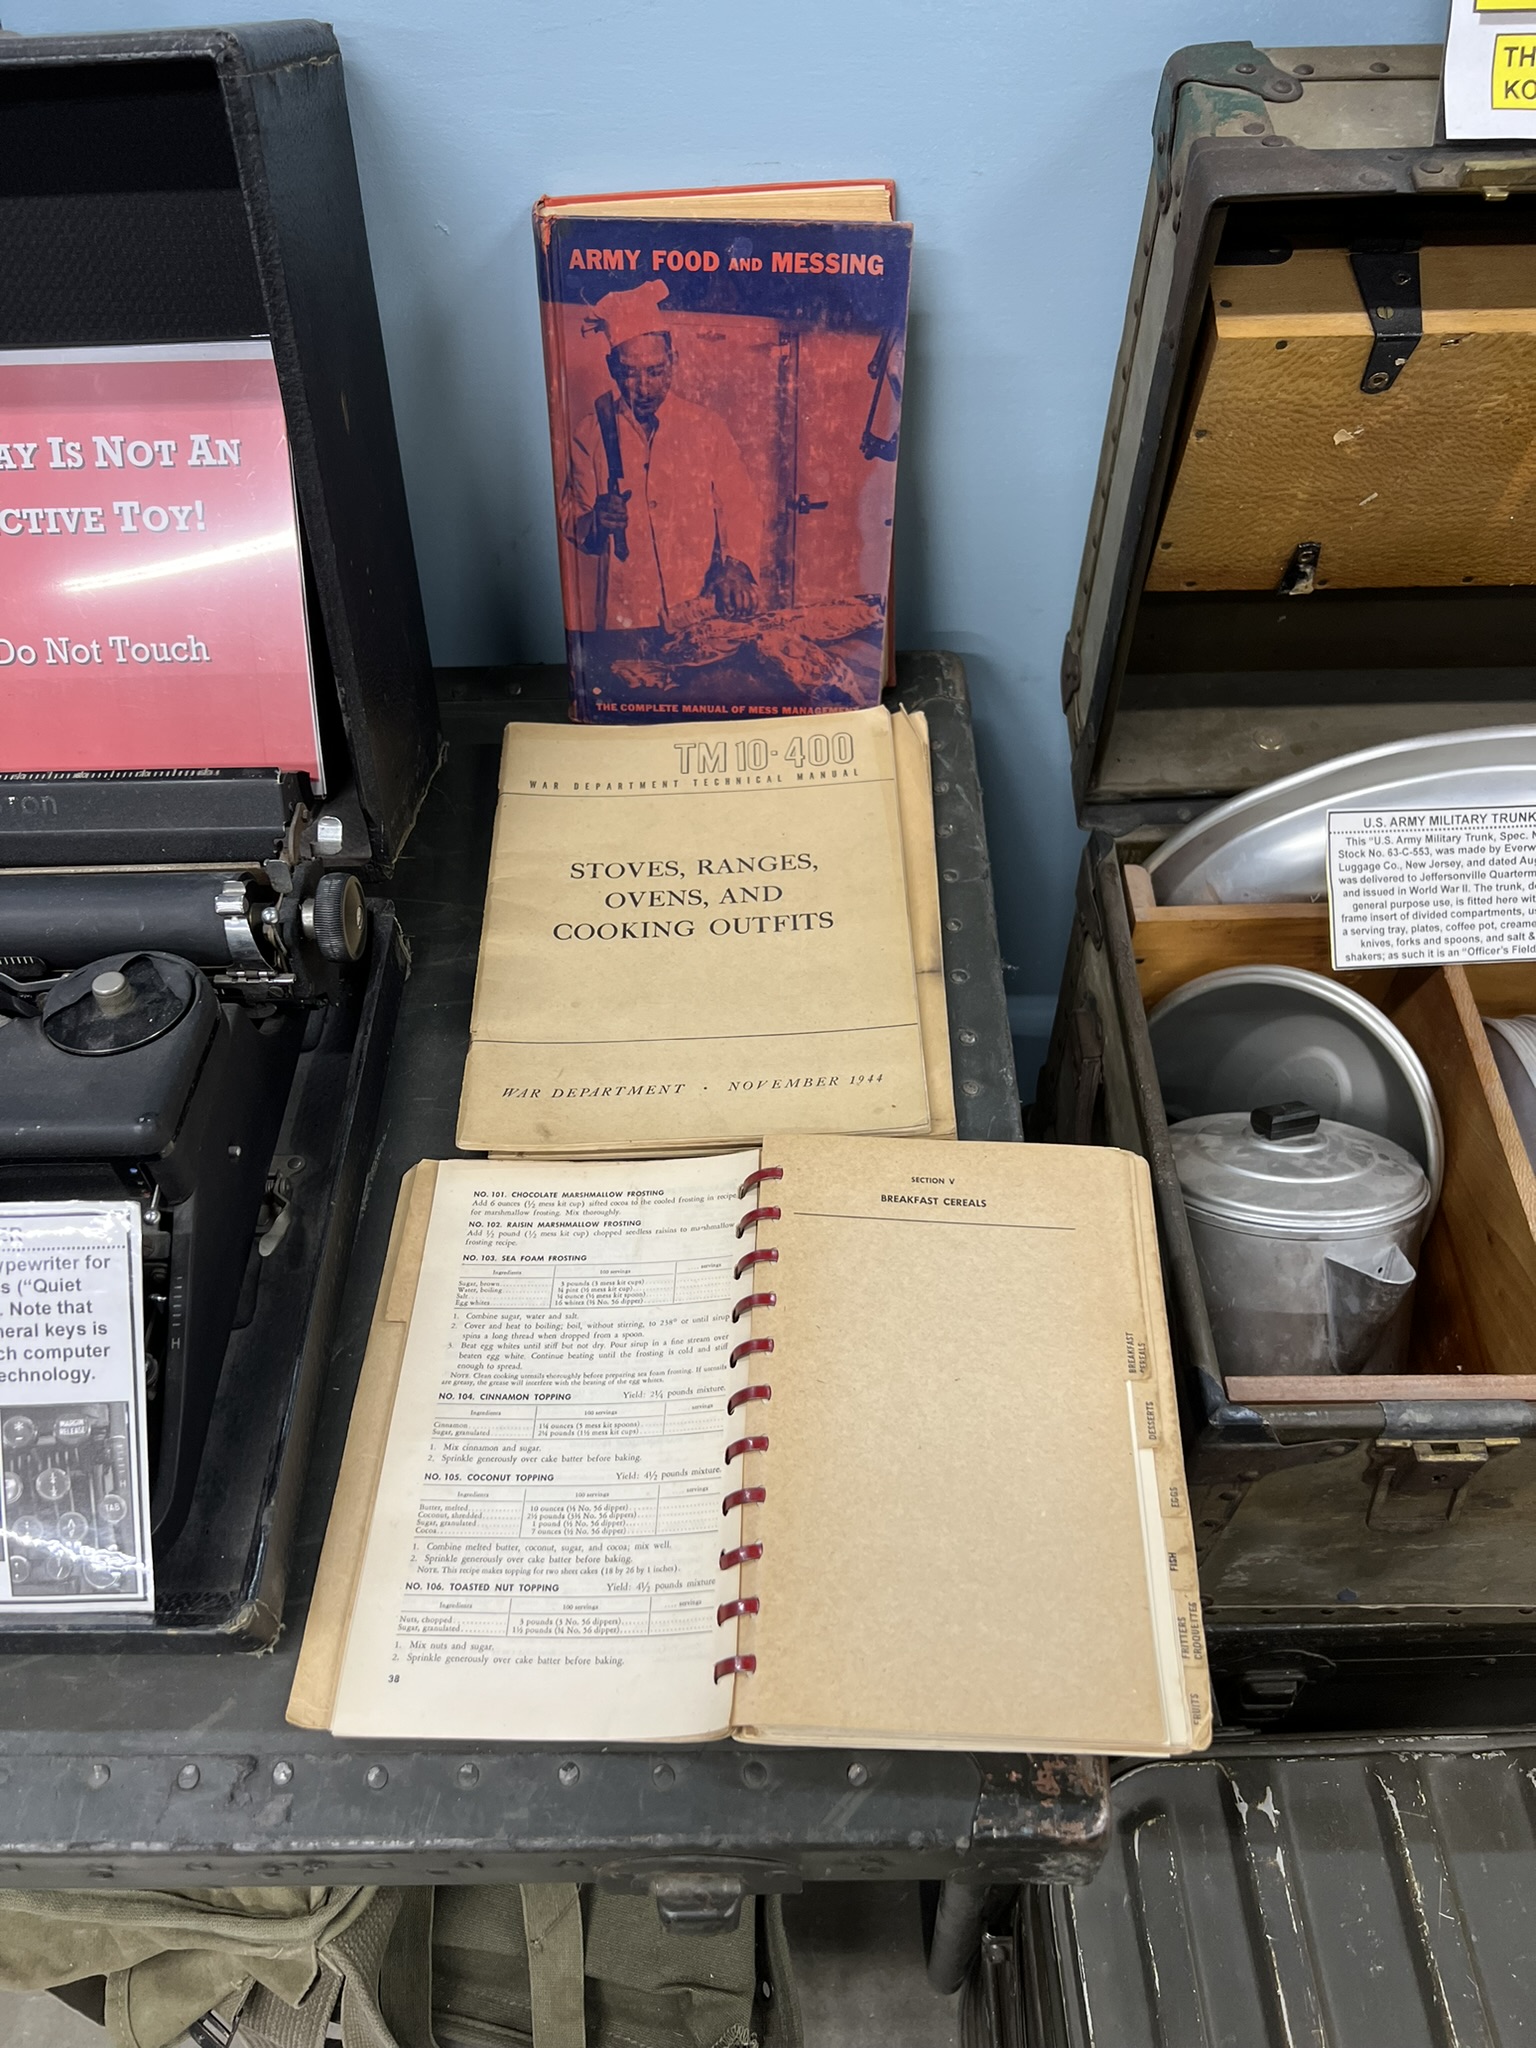 TH
KO
ARMY FOOD AND MESSING
THE COMPLETE MANUAL OF MESS MANAGEMENT
AY IS NOT AN
CTIVE TOY!
Do Not Touch
TM 10-400
WAR DEPARTMENT TECHNICAL MANUAL
STOVES, RANGES,
OVENS, AND
COOKING OUTFITS
WAR DEPARTMENT · NOVEMBER 1944
U.S. ARMY MILITARY TRUNK
This "U.S. Army Military Trunk, Spec. N
Stock No. 63-C-553, was made by Everw
Luggage Co., New Jersey, and dated Aug
was delivered to Jeffersonville Quarterm
and issued in World War II. The trunk, d
general purpose use, is fitted here wit
frame insert of divided compartments, u
a serving tray, plates, coffee pot, creame
knives, forks and spoons, and salt &
shakers; as such it is an "Officer's Field
ypewriter for
s ("Quiet
. Note that
neral keys is
ch computer
echnology.
MARGIN
RELEASE
TAB
NO. 101. CHOCOLATE MARSHMALLOW FROSTING
Add 6 ounces (½ mess kit cup) sifted cocoa to the cooled frosting in recipe
for marshmallow frosting. Mix thoroughly.
NO. 102. RAISIN MARSHMALLOW FROSTING
Add ½ pound (½ mess kit cup) chopped seedless raisins to marshmallow
frosting recipe.
NO. 103. SEA FOAM FROSTING
Ingredients 100 servings servings
Sugar, brown 3 pounds (3 mess kit cups)
Water, boiling ¾ pint (½ mess kit cup)
Salt ¼ ounce (½ mess kit spoon)
Egg whites 16 whites (⅔ No. 56 dipper)
1. Combine sugar, water and salt.
2. Cover and heat to boiling; boil, without stirring, to 238° or until sirup
spins a long thread when dropped from a spoon.
3. Beat egg whites until stiff but not dry. Pour sirup in a fine stream over
beaten egg white. Continue beating until the frosting is cold and stiff
enough to spread.
NOTE. Clean cooking utensils thoroughly before preparing sea foam frosting. If utensils
are greasy, the grease will interfere with the beating of the egg whites.
NO. 104. CINNAMON TOPPING Yield: 2¼ pounds mixture.
Ingredients 100 servings servings
Cinnamon 1¼ ounces (5 mess kit spoons)
Sugar, granulated 2¼ pounds (1½ mess kit cups)
1. Mix cinnamon and sugar.
2. Sprinkle generously over cake batter before baking.
NO. 105. COCONUT TOPPING Yield: 4½ pounds mixture.
Ingredients 100 servings servings
Butter, melted 10 ounces (½ No. 56 dipper)
Coconut, shredded 2½ pounds (3¾ No. 56 dippers)
Sugar, granulated 1 pound (½ No. 56 dipper)
Cocoa 7 ounces (½ No. 56 dipper)
1. Combine melted butter, coconut, sugar, and cocoa; mix well.
2. Sprinkle generously over cake batter before baking.
NOTE. This recipe makes topping for two sheet cakes (18 by 26 by 1 inches).
NO. 106. TOASTED NUT TOPPING Yield: 4½ pounds mixture
Ingredients 100 servings servings
Nuts, chopped 3 pounds (3 No. 56 dippers)
Sugar, granulated 1½ pounds (¾ No. 56 dipper)
1. Mix nuts and sugar.
2. Sprinkle generously over cake batter before baking.
38
SECTION V
BREAKFAST CEREALS
BREAKFAST
CEREALS
DESSERTS
EGGS
FISH
FRITTERS
CROQUETTES
FRUITS